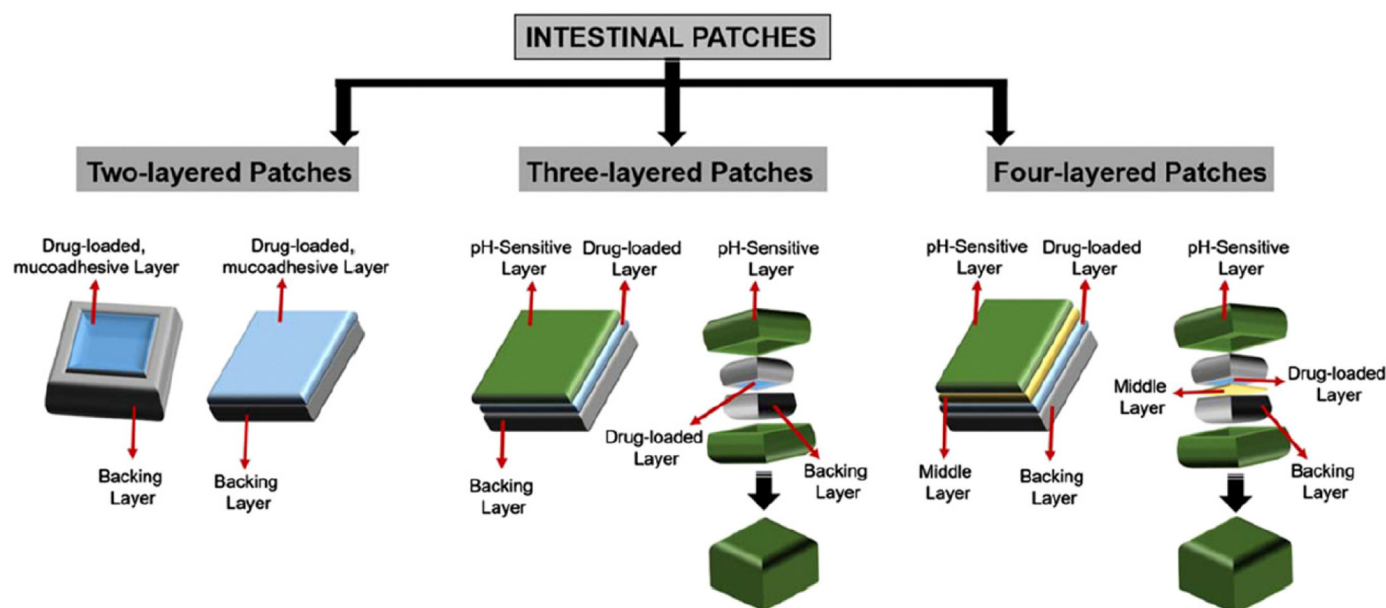 INTESTINAL PATCHES
Two-layered Patches
Drug-loaded,
mucoadhesive Layer
Drug-loaded,
mucoadhesive Layer
Backing
Layer
Backing
Layer
Three-layered Patches
pH-Sensitive
Layer
Drug-loaded
Layer
pH-Sensitive
Layer
Drug-loaded
Layer
Backing
Layer
Backing
Layer
Four-layered Patches
pH-Sensitive
Layer
Drug-loaded
Layer
pH-Sensitive
Layer
Middle
Layer
Drug-loaded
Layer
Middle
Layer
Backing
Layer
Backing
Layer